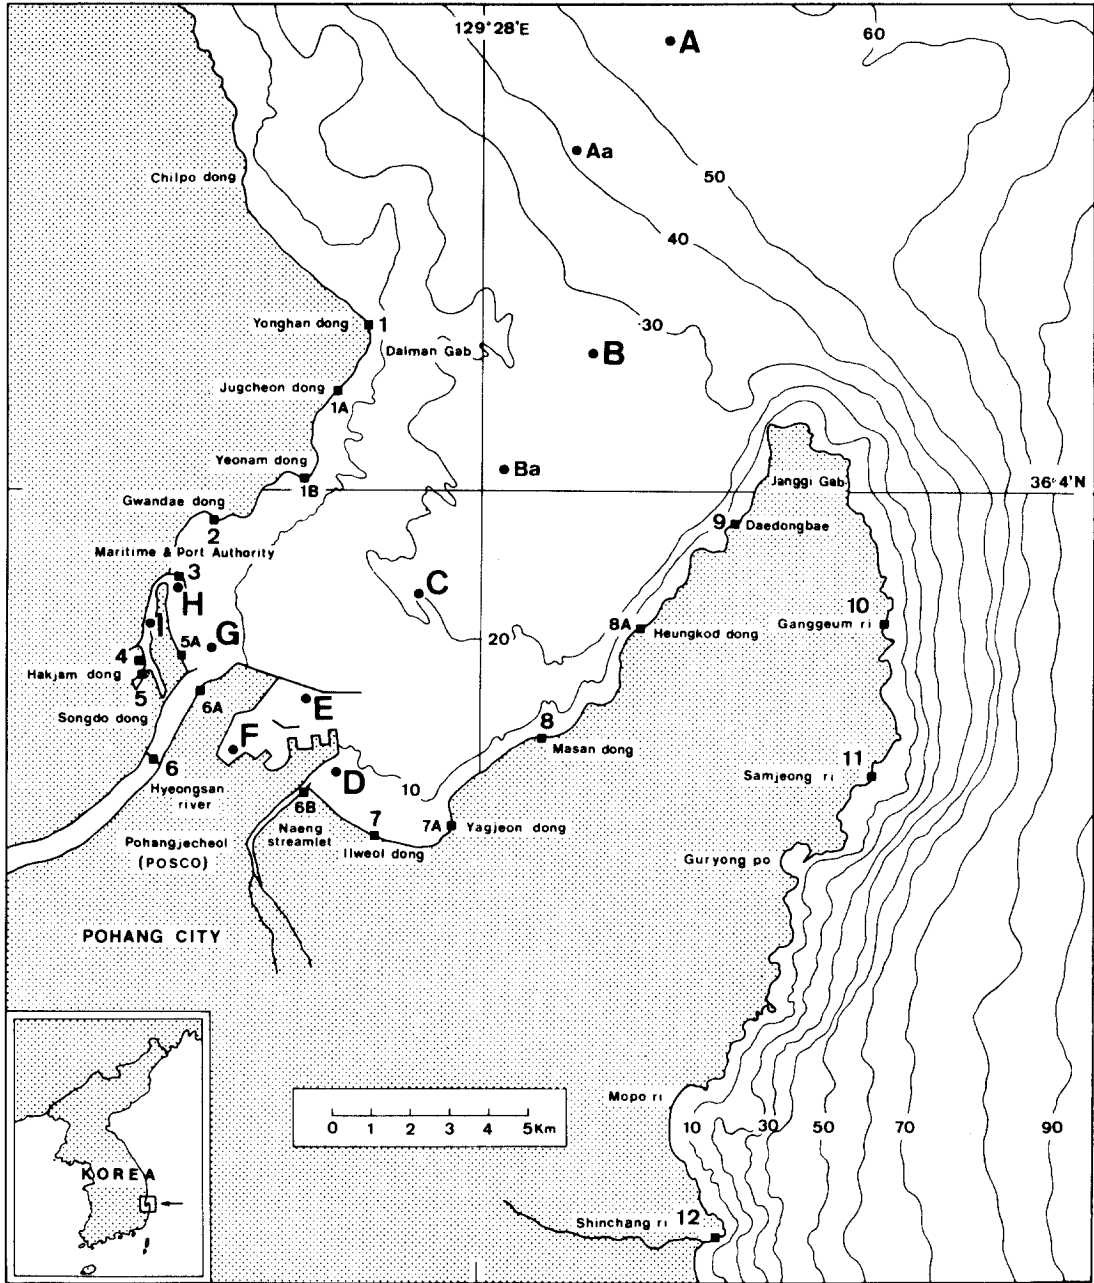 129°28'E
60
A
Aa
50
Chilpo dong
40
30
Yonghan dong
1
Dalman Gab
B
Jugcheon dong
1A
Yeonam dong
1B
Ba
Janggi Gab
36°4'N
Gwandae dong
2
9
Daedongbae
Maritime & Port Authority
3
H
C
I
10
Ganggeum ri
8A
Heungkod dong
G
5A
20
4
Hakjam dong
5
6A
Songdo dong
E
F
8
Masan dong
6
D
11
Samjeong ri
Hyeongsan
river
10
6B
Naeng
streamlet
7
7A
Yagjeon dong
Ilweol dong
Pohangjecheol
(POSCO)
Guryong po
POHANG CITY
Mopo ri
10
30
50
70
90
0 1 2 3 4 5Km
KOREA
Shinchang ri
12